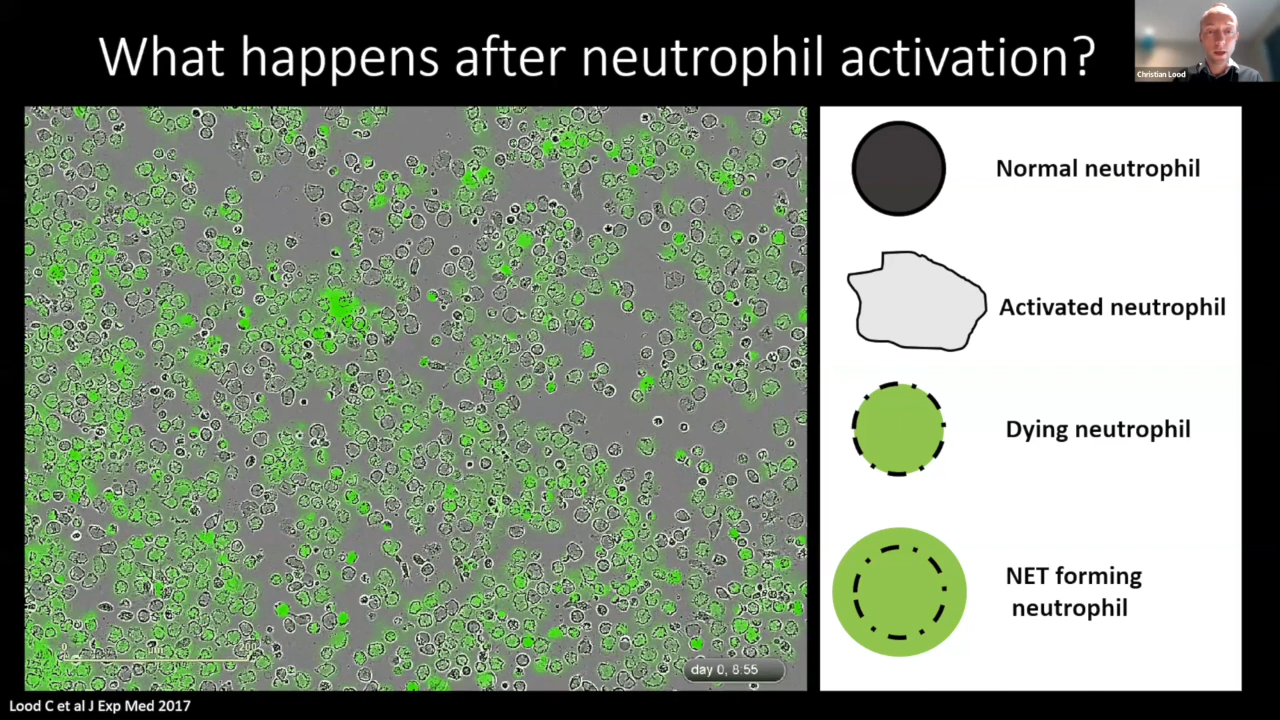 What happens after neutrophil activation?
Christian Lood
Normal neutrophil
Activated neutrophil
Dying neutrophil
NET forming
neutrophil
day 0, 8:55
Lood C et al J Exp Med 2017